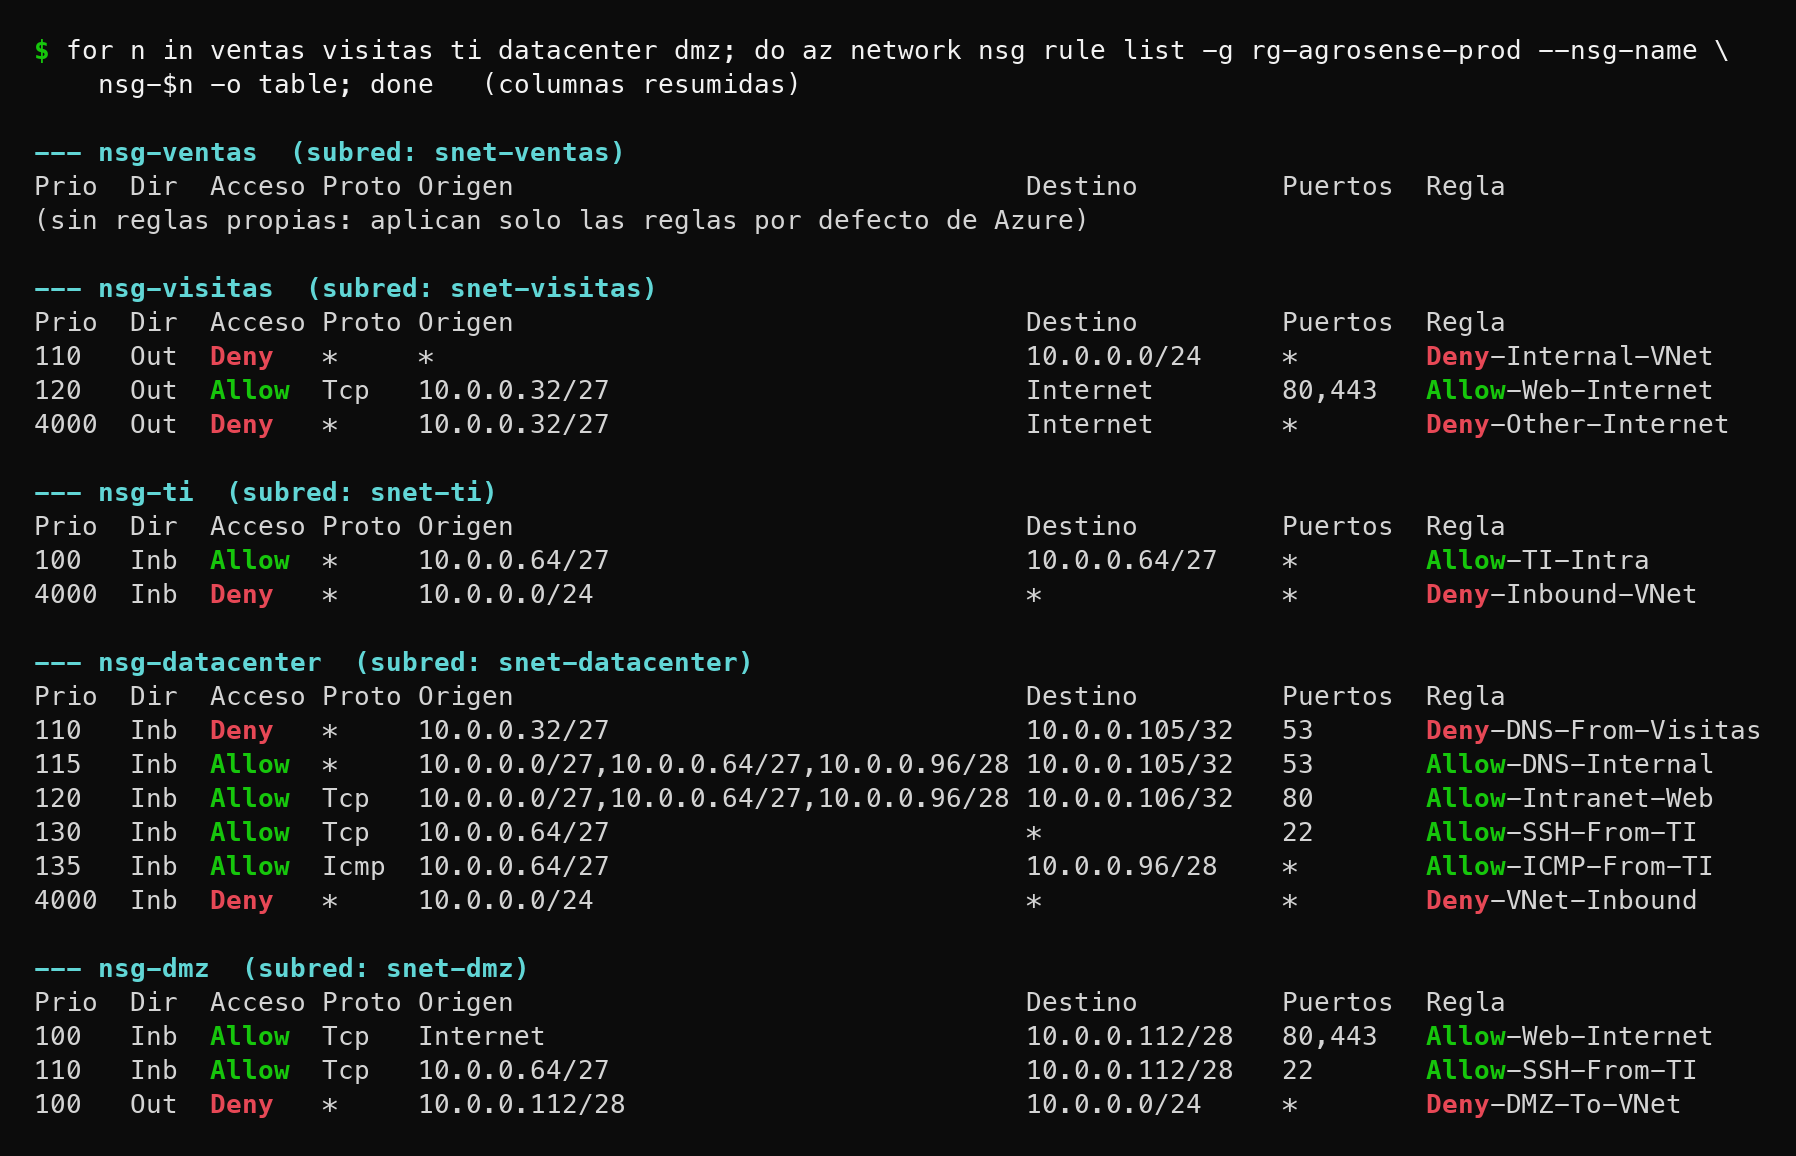 $ for n in ventas visitas ti datacenter dmz; do az network nsg rule list -g rg-agrosense-prod --nsg-name \
nsg-$n -o table; done   (columnas resumidas)
--- nsg-ventas  (subred: snet-ventas)
Prio  Dir  Acceso Proto Origen                                Destino         Puertos  Regla
(sin reglas propias: aplican solo las reglas por defecto de Azure)
--- nsg-visitas  (subred: snet-visitas)
Prio  Dir  Acceso Proto Origen                                Destino         Puertos  Regla
110   Out  Deny   *     *                                     10.0.0.0/24     *        Deny-Internal-VNet
120   Out  Allow  Tcp   10.0.0.32/27                          Internet        80,443   Allow-Web-Internet
4000  Out  Deny   *     10.0.0.32/27                          Internet        *        Deny-Other-Internet
--- nsg-ti  (subred: snet-ti)
Prio  Dir  Acceso Proto Origen                                Destino         Puertos  Regla
100   Inb  Allow  *     10.0.0.64/27                          10.0.0.64/27    *        Allow-TI-Intra
4000  Inb  Deny   *     10.0.0.0/24                           *               *        Deny-Inbound-VNet
--- nsg-datacenter  (subred: snet-datacenter)
Prio  Dir  Acceso Proto Origen                                Destino         Puertos  Regla
110   Inb  Deny   *     10.0.0.32/27                          10.0.0.105/32   53       Deny-DNS-From-Visitas
115   Inb  Allow  *     10.0.0.0/27,10.0.0.64/27,10.0.0.96/28 10.0.0.105/32   53       Allow-DNS-Internal
120   Inb  Allow  Tcp   10.0.0.0/27,10.0.0.64/27,10.0.0.96/28 10.0.0.106/32   80       Allow-Intranet-Web
130   Inb  Allow  Tcp   10.0.0.64/27                          *               22       Allow-SSH-From-TI
135   Inb  Allow  Icmp  10.0.0.64/27                          10.0.0.96/28    *        Allow-ICMP-From-TI
4000  Inb  Deny   *     10.0.0.0/24                           *               *        Deny-VNet-Inbound
--- nsg-dmz  (subred: snet-dmz)
Prio  Dir  Acceso Proto Origen                                Destino         Puertos  Regla
100   Inb  Allow  Tcp   Internet                              10.0.0.112/28   80,443   Allow-Web-Internet
110   Inb  Allow  Tcp   10.0.0.64/27                          10.0.0.112/28   22       Allow-SSH-From-TI
100   Out  Deny   *     10.0.0.112/28                         10.0.0.0/24     *        Deny-DMZ-To-VNet